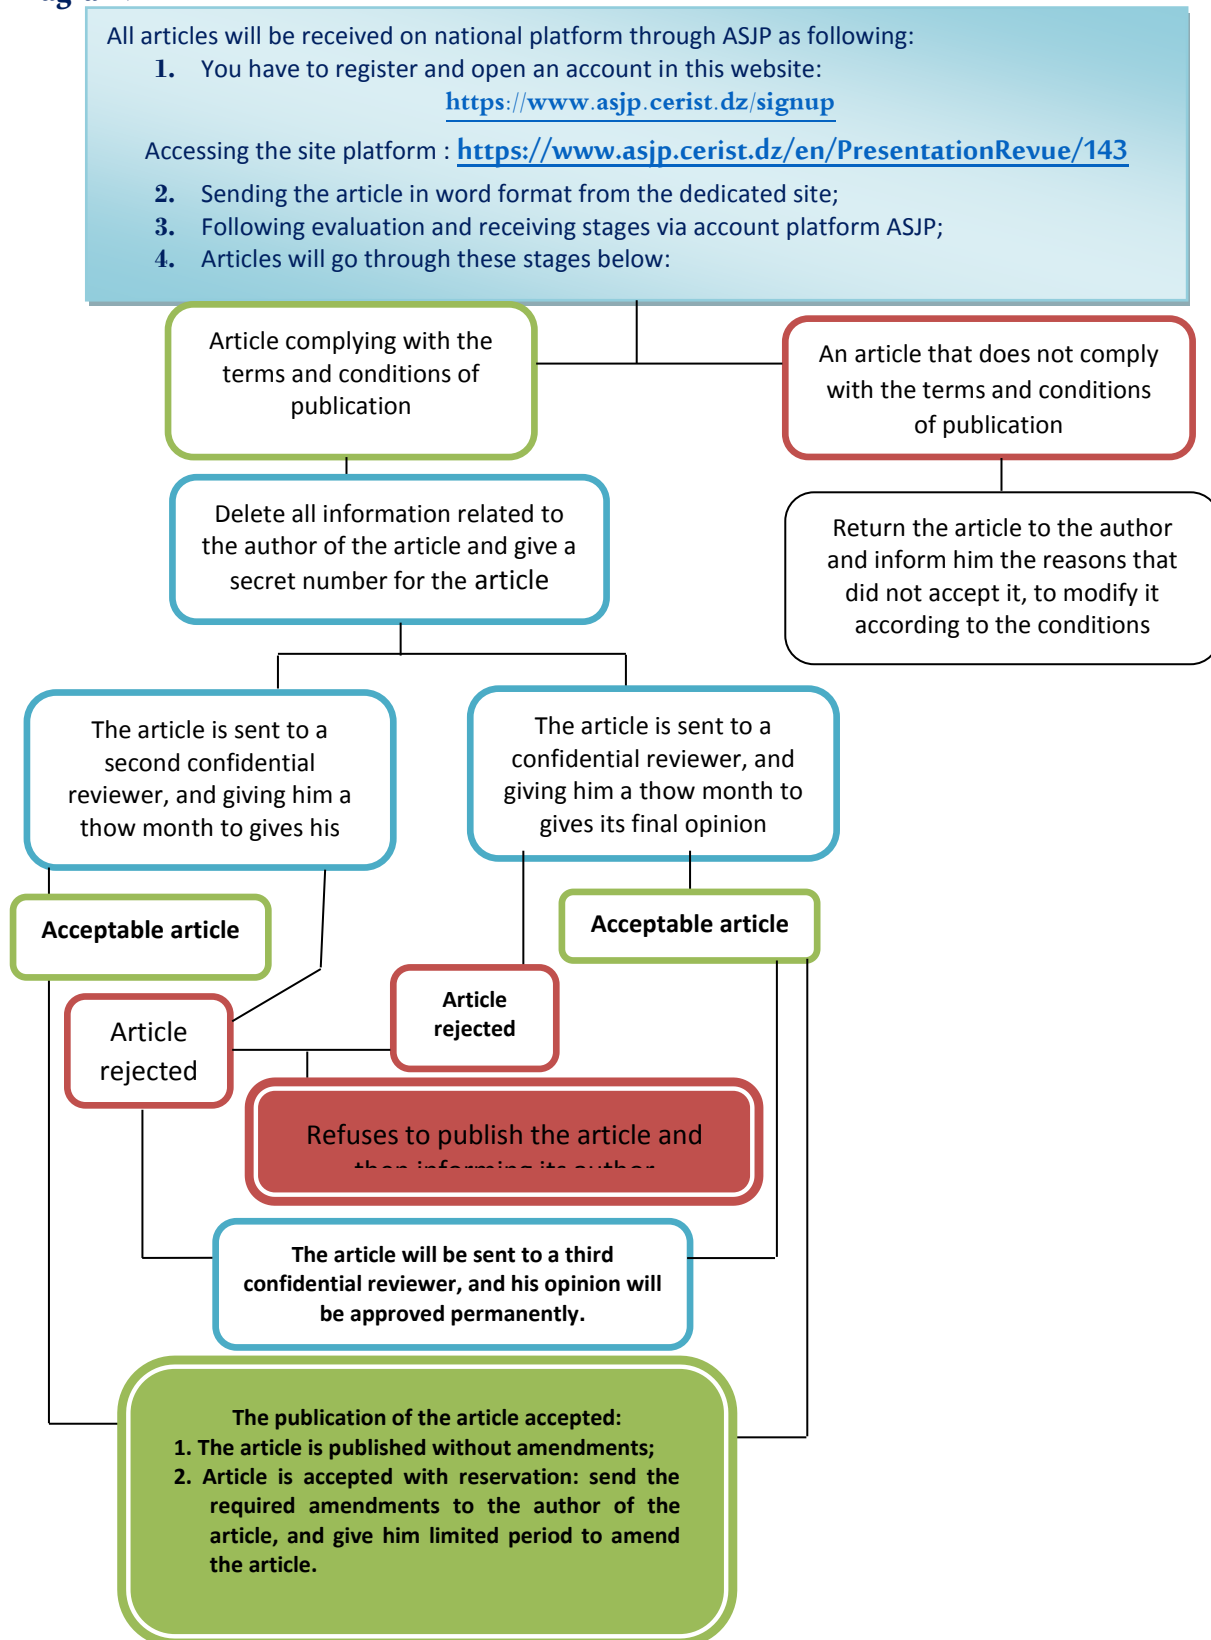 All articles will be received on national platform through ASJP as following:
1. You have to register and open an account in this website:
https://www.asjp.cerist.dz/signup
Accessing the site platform : https://www.asjp.cerist.dz/en/PresentationRevue/143
2. Sending the article in word format from the dedicated site;
3. Following evaluation and receiving stages via account platform ASJP;
4. Articles will go through these stages below:
Article complying with the
terms and conditions of
publication
An article that does not comply
with the terms and conditions
of publication
Delete all information related to
the author of the article and give a
secret number for the article
Return the article to the author
and inform him the reasons that
did not accept it, to modify it
according to the conditions
The article is sent to a
second confidential
reviewer, and giving him a
thow month to gives his
The article is sent to a
confidential reviewer, and
giving him a thow month to
gives its final opinion
Acceptable article
Acceptable article
Article
rejected
Article
rejected
Refuses to publish the article and
then informing its author
The article will be sent to a third
confidential reviewer, and his opinion will
be approved permanently.
The publication of the article accepted:
1. The article is published without amendments;
2. Article is accepted with reservation: send the
required amendments to the author of the
article, and give him limited period to amend
the article.